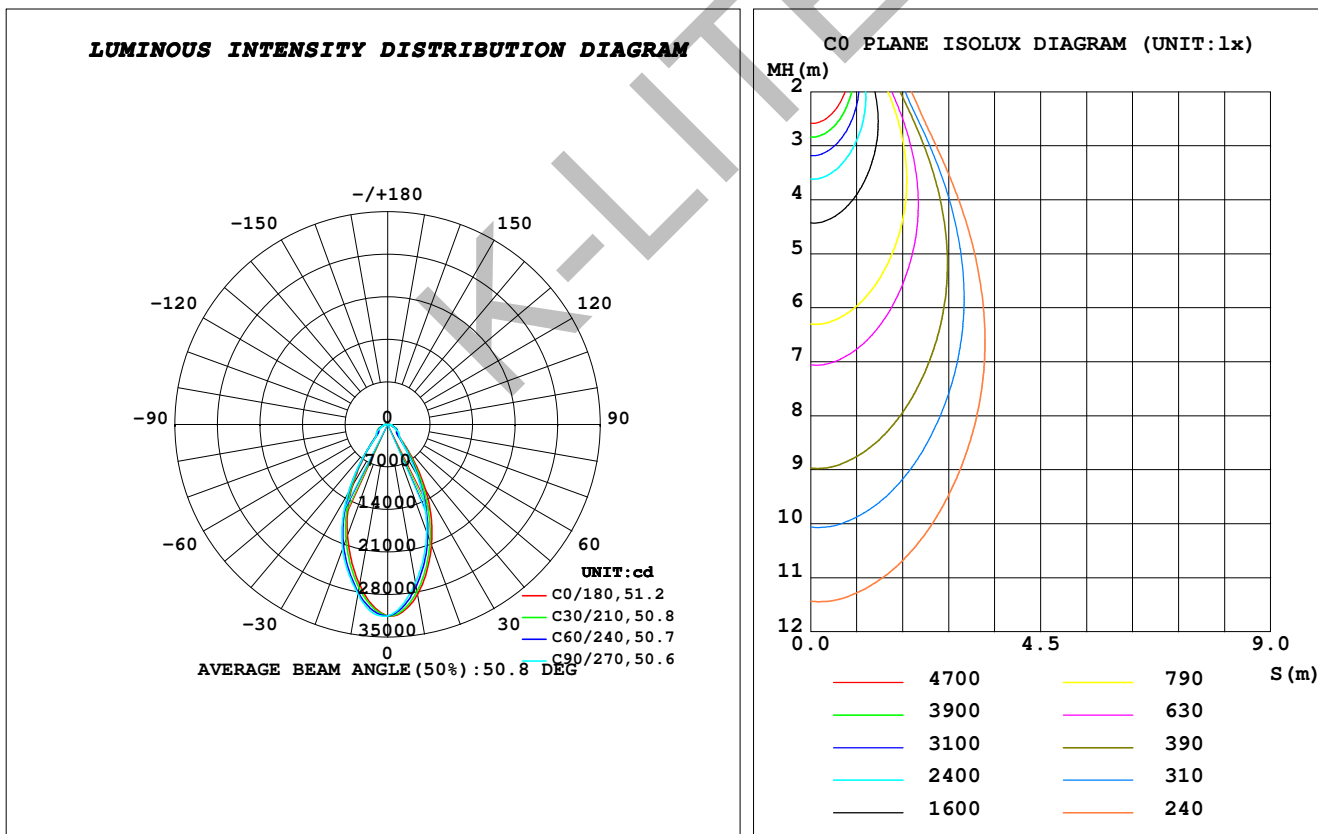 LUMINOUS INTENSITY DISTRIBUTION DIAGRAM
-/+180
-150
150
-120
120
-90
0
90
7000
14000
-60
21000
60
UNIT:cd
28000
C0/180,51.2
-30
30
C30/210,50.8
35000
C60/240,50.7
0
C90/270,50.6
AVERAGE BEAM ANGLE(50%):50.8 DEG
K-LITE
C0 PLANE ISOLUX DIAGRAM (UNIT:lx)
MH(m)
2
3
4
5
6
7
8
9
10
11
12
0.0 4.5 9.0
S(m)
4700 790
3900 630
3100 390
2400 310
1600 240